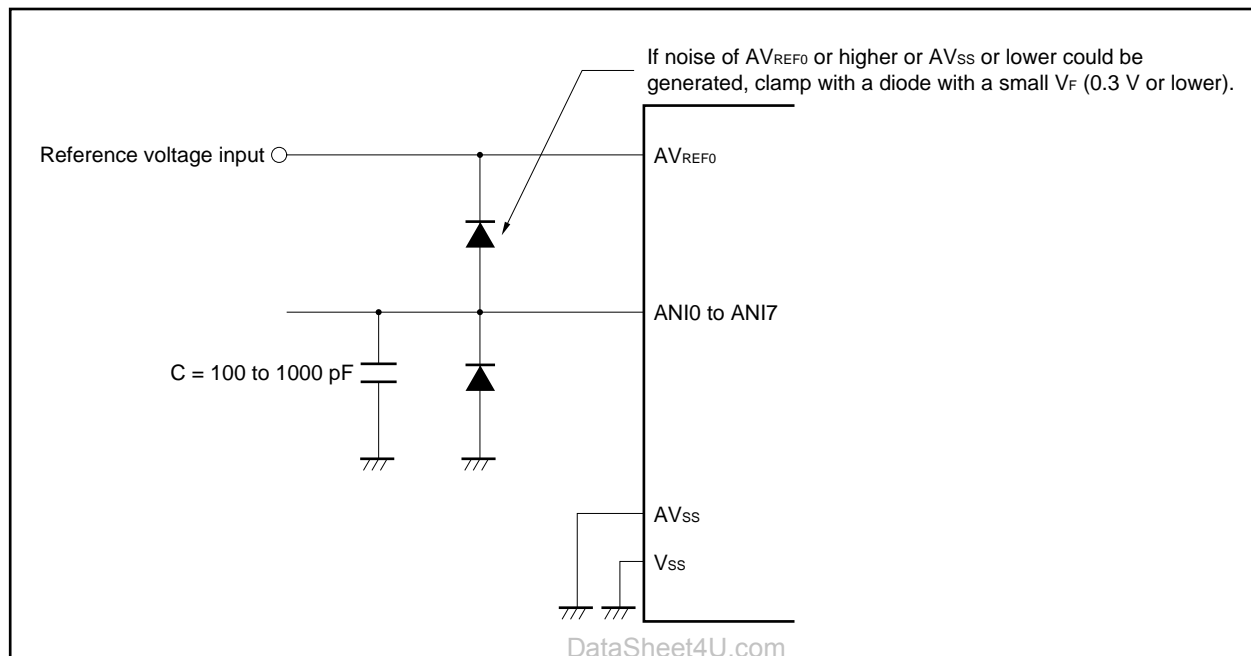 If noise of AVREF0 or higher or AVSS or lower could be
generated, clamp with a diode with a small VF (0.3 V or lower).
Reference voltage input
AVREF0
ANI0 to ANI7
C = 100 to 1000 pF
AVSS
VSS
DataSheet4U.com